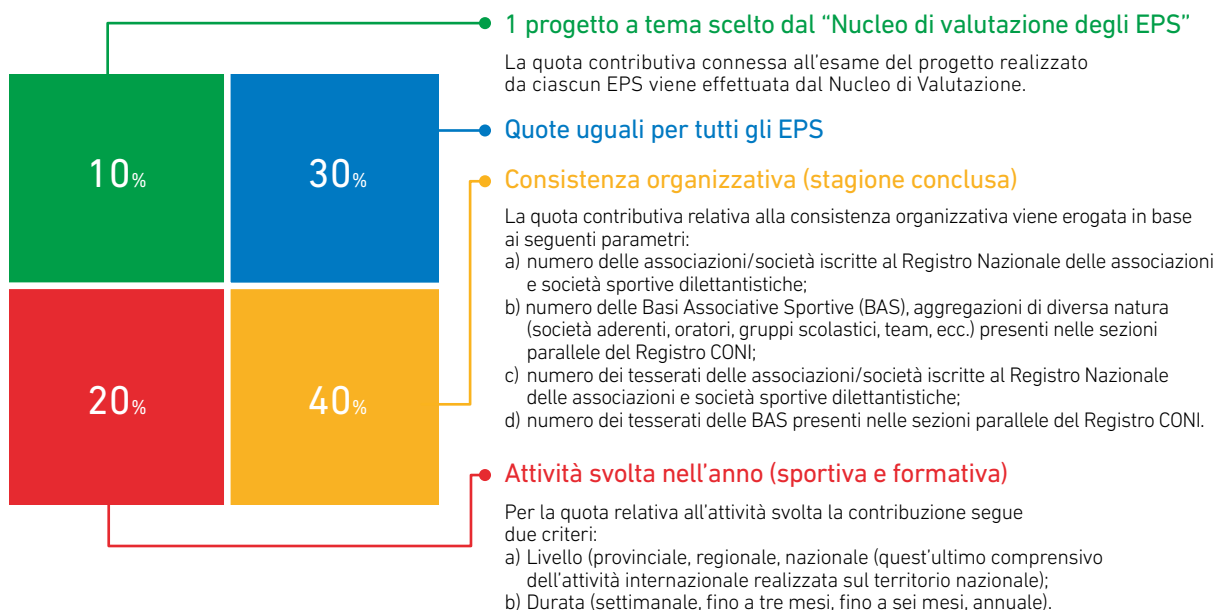 1 progetto a tema scelto dal “Nucleo di valutazione degli EPS”
La quota contributiva connessa all’esame del progetto realizzato
da ciascun EPS viene effettuata dal Nucleo di Valutazione.
10%
30%
Quote uguali per tutti gli EPS
Consistenza organizzativa (stagione conclusa)
La quota contributiva relativa alla consistenza organizzativa viene erogata in base
ai seguenti parametri:
a) numero delle associazioni/società iscritte al Registro Nazionale delle associazioni
e società sportive dilettantistiche;
b) numero delle Basi Associative Sportive (BAS), aggregazioni di diversa natura
(società aderenti, oratori, gruppi scolastici, team, ecc.) presenti nelle sezioni
parallele del Registro CONI;
c) numero dei tesserati delle associazioni/società iscritte al Registro Nazionale
delle associazioni e società sportive dilettantistiche;
d) numero dei tesserati delle BAS presenti nelle sezioni parallele del Registro CONI.
20%
40%
Attività svolta nell’anno (sportiva e formativa)
Per la quota relativa all’attività svolta la contribuzione segue
due criteri:
a) Livello (provinciale, regionale, nazionale (quest’ultimo comprensivo
dell’attività internazionale realizzata sul territorio nazionale);
b) Durata (settimanale, fino a tre mesi, fino a sei mesi, annuale).